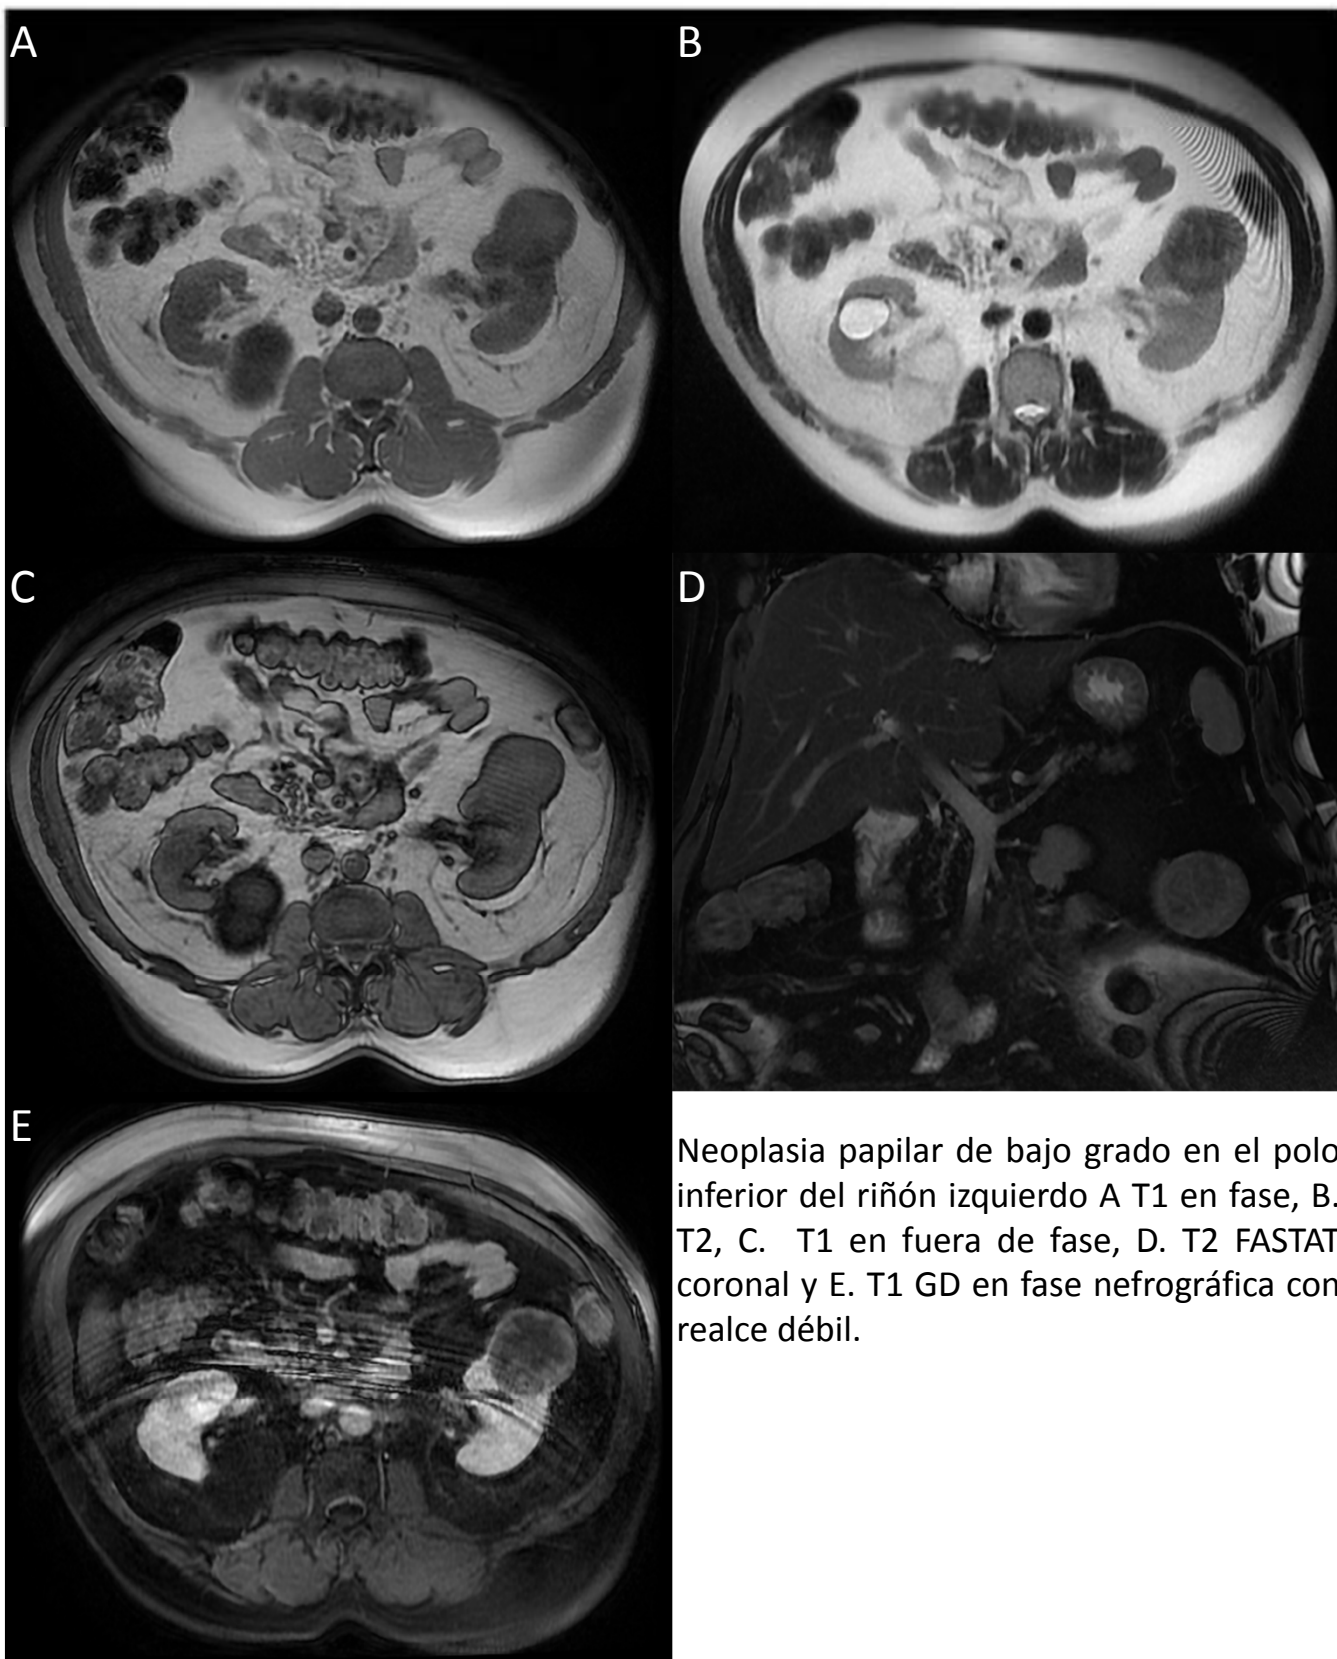 A
B
C
D
E
Neoplasia papilar de bajo grado en el polo
inferior del riñón izquierdo A T1 en fase, B.
T2, C. T1 en fuera de fase, D. T2 FASTAT
coronal y E. T1 GD en fase nefrográfica con
realce débil.